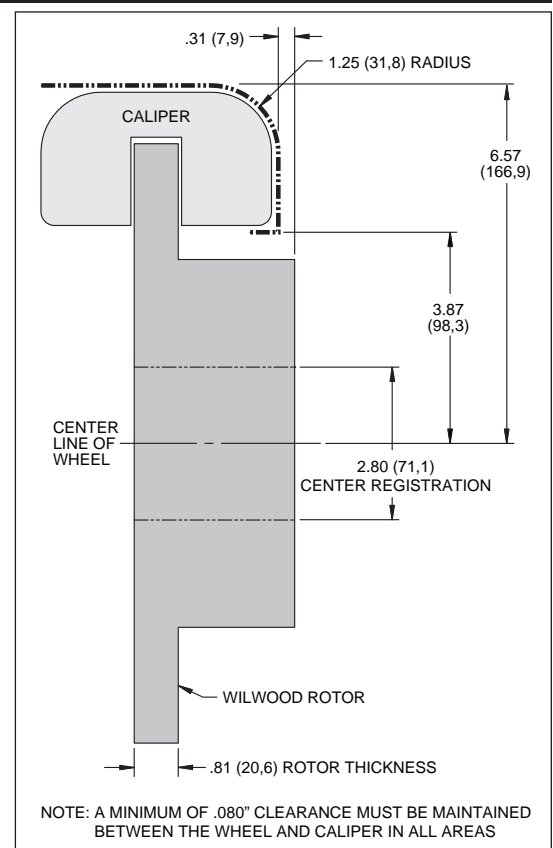 .31 (7,9)
1.25 (31,8) RADIUS
CALIPER
6.57
(166,9)
3.87
(98,3)
CENTER
LINE OF
WHEEL
2.80 (71,1)
CENTER REGISTRATION
WILWOOD ROTOR
.81 (20,6) ROTOR THICKNESS
NOTE: A MINIMUM OF .080" CLEARANCE MUST BE MAINTAINED
BETWEEN THE WHEEL AND CALIPER IN ALL AREAS